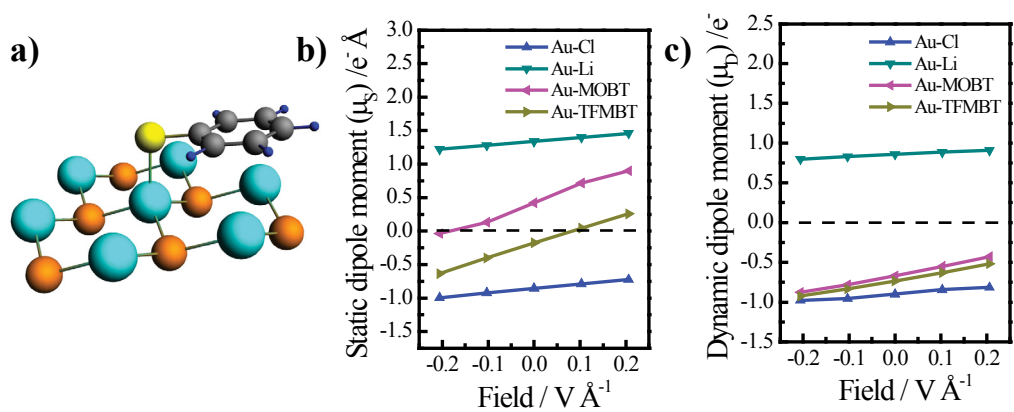 a)
b)
Static dipole moment (μS) /e- Å
3.0
2.5
2.0
1.5
1.0
0.5
0.0
-0.5
-1.0
-1.5
Au-Cl
Au-Li
Au-MOBT
Au-TFMBT
-0.2 -0.1 0.0 0.1 0.2
Field / V Å-1
c)
Dynamic dipole moment (μD)/e-
2.5
2.0
1.5
1.0
0.5
0.0
-0.5
-1.0
-1.5
Au-Cl
Au-Li
Au-MOBT
Au-TFMBT
-0.2 -0.1 0.0 0.1 0.2
Field / V Å-1